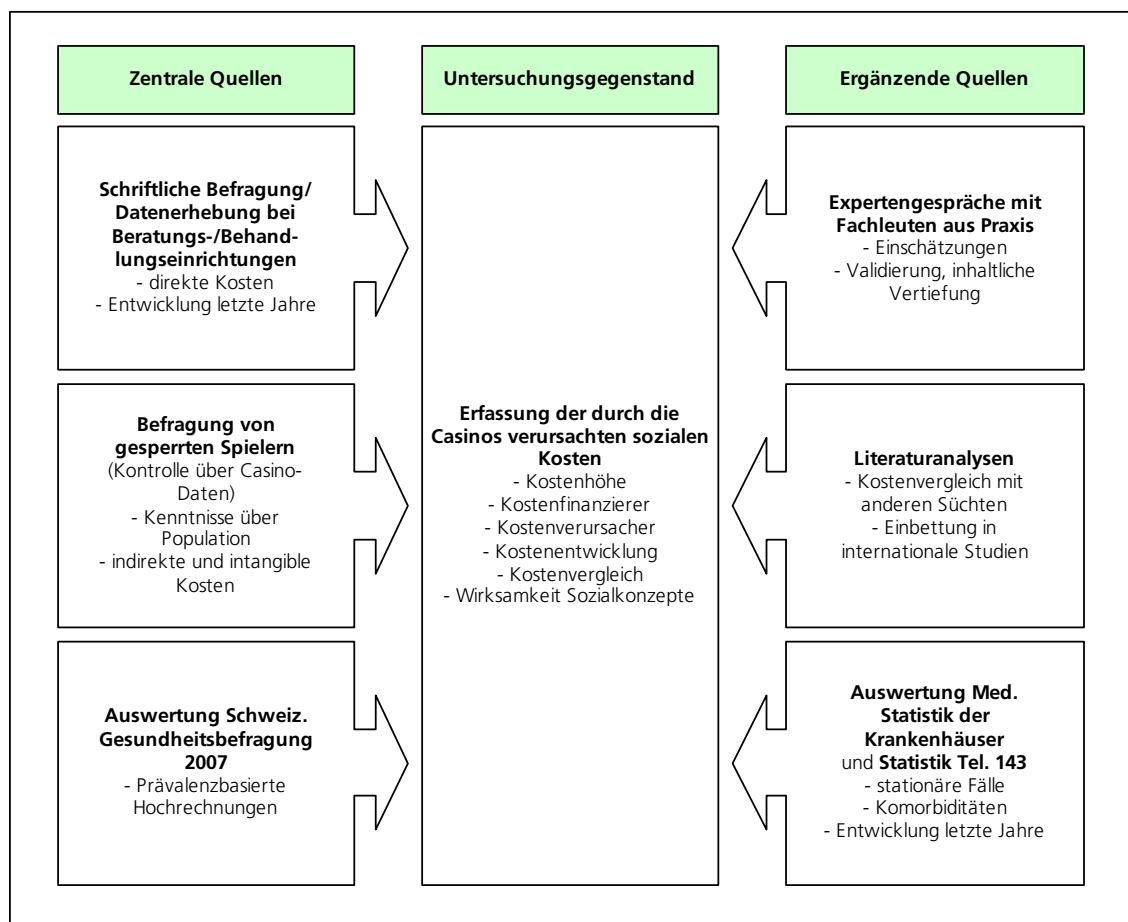 Zentrale Quellen
Schriftliche Befragung/
Datenerhebung bei
Beratungs-/Behand-
lungseinrichtungen
- direkte Kosten
- Entwicklung letzte Jahre
Befragung von
gesperrten Spielern
(Kontrolle über Casino-
Daten)
- Kenntnisse über
Population
- indirekte und intangible
Kosten
Auswertung Schweiz.
Gesundheitsbefragung
2007
- Prävalenzbasierte
Hochrechnungen
Untersuchungsgegenstand
Erfassung der durch die
Casinos verursachten sozialen
Kosten
- Kostenhöhe
- Kostenfinanzierer
- Kostenverursacher
- Kostenentwicklung
- Kostenvergleich
- Wirksamkeit Sozialkonzepte
Ergänzende Quellen
Expertengespräche mit
Fachleuten aus Praxis
- Einschätzungen
- Validierung, inhaltliche
Vertiefung
Literaturanalysen
- Kostenvergleich mit
anderen Süchten
- Einbettung in
internationale Studien
Auswertung Med.
Statistik der
Krankenhäuser
und Statistik Tel. 143
- stationäre Fälle
- Komorbiditäten
- Entwicklung letzte Jahre